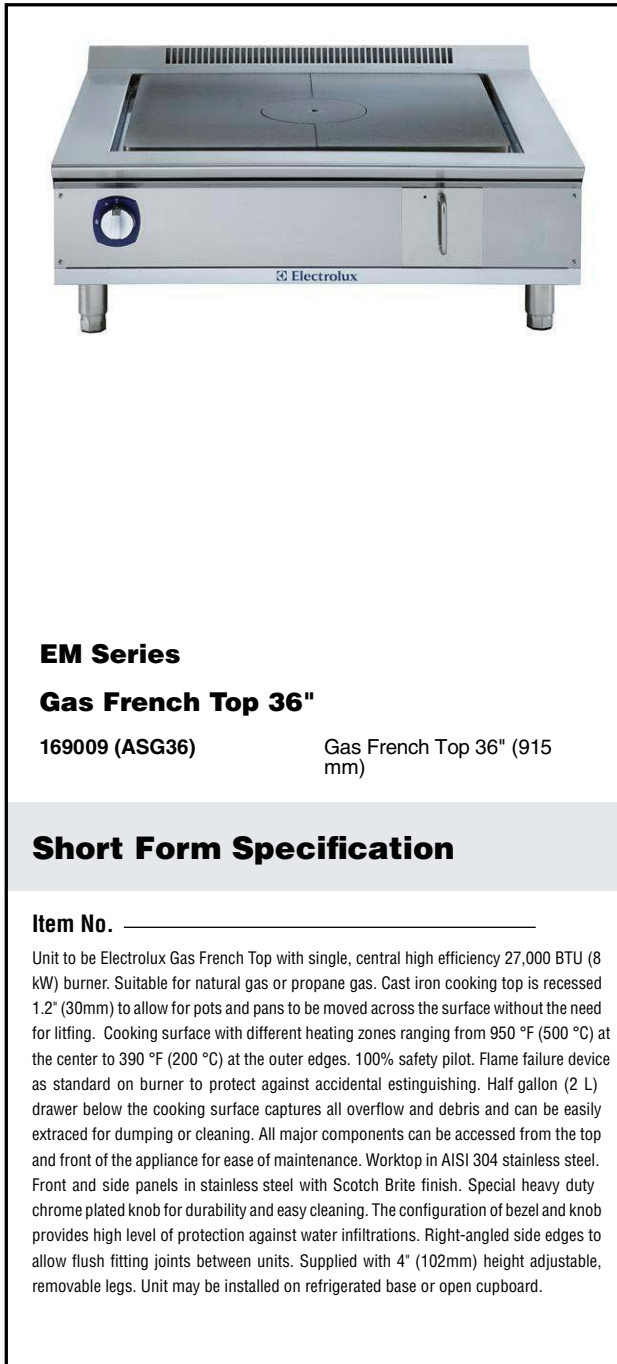 Electrolux
EM Series
Gas French Top 36"
169009 (ASG36)
Gas French Top 36" (915
mm)
Short Form Specification
Item No.
Unit to be Electrolux Gas French Top with single, central high efficiency 27,000 BTU (8
kW) burner. Suitable for natural gas or propane gas. Cast iron cooking top is recessed
1.2" (30mm) to allow for pots and pans to be moved across the surface without the need
for litfing. Cooking surface with different heating zones ranging from 950 °F (500 °C) at
the center to 390 °F (200 °C) at the outer edges. 100% safety pilot. Flame failure device
as standard on burner to protect against accidental estinguishing. Half gallon (2 L)
drawer below the cooking surface captures all overflow and debris and can be easily
extraced for dumping or cleaning. All major components can be accessed from the top
and front of the appliance for ease of maintenance. Worktop in AISI 304 stainless steel.
Front and side panels in stainless steel with Scotch Brite finish. Special heavy duty
chrome plated knob for durability and easy cleaning. The configuration of bezel and knob
provides high level of protection against water infiltrations. Right-angled side edges to
allow flush fitting joints between units. Supplied with 4" (102mm) height adjustable,
removable legs. Unit may be installed on refrigerated base or open cupboard.